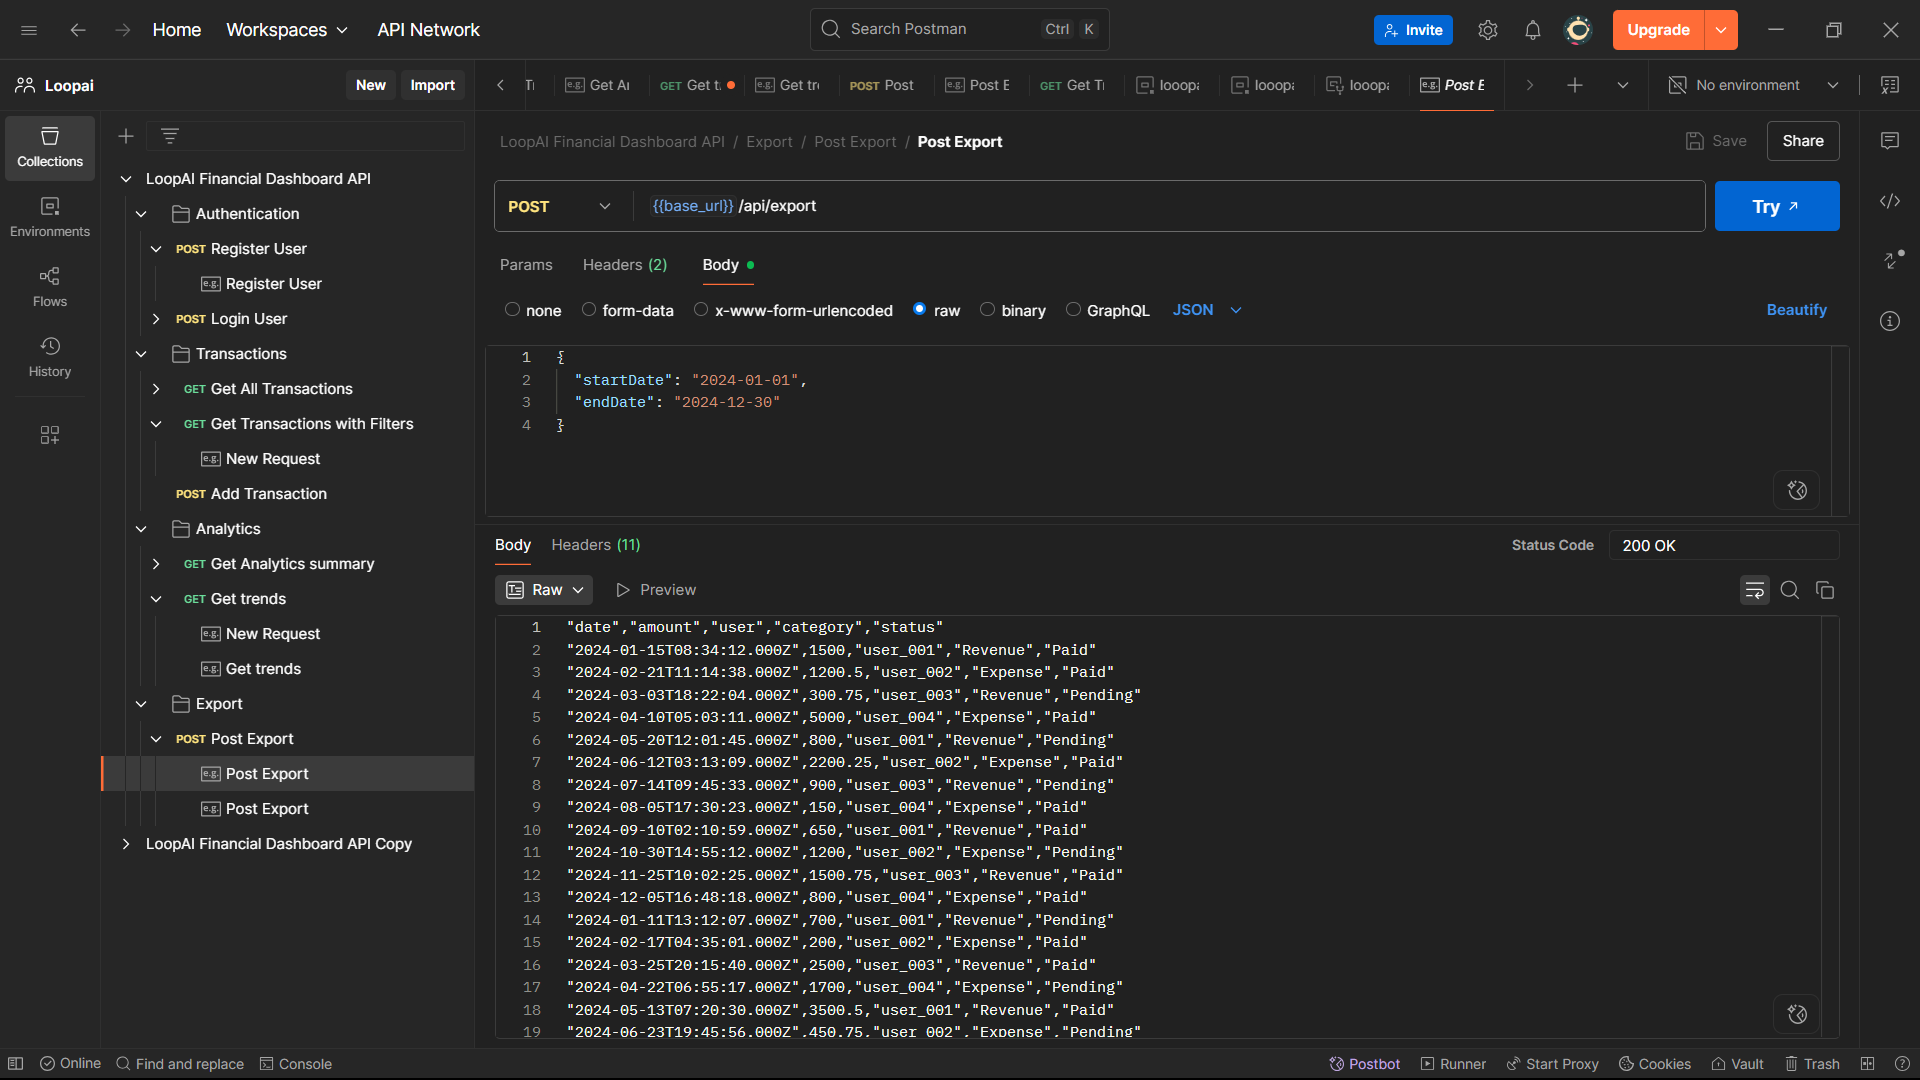 Home Workspaces API Network Search Postman Ctrl K Invite Upgrade
Loopai New Import
Get Ar GET Get t. e.g. Get tre POST Post e.g. Post E GET Get Ti looopa looopa looopa e.g. Post E No environment
Collections
Environments
Flows
History
LoopAI Financial Dashboard API
Authentication
POST Register User
e.g. Register User
POST Login User
Transactions
GET Get All Transactions
GET Get Transactions with Filters
e.g. New Request
POST Add Transaction
Analytics
GET Get Analytics summary
GET Get trends
e.g. New Request
e.g. Get trends
Export
POST Post Export
e.g. Post Export
e.g. Post Export
LoopAI Financial Dashboard API Copy
LoopAI Financial Dashboard API / Export / Post Export / Post Export Save Share
POST {{base_url}} /api/export Try
Params Headers (2) Body
none form-data x-www-form-urlencoded raw binary GraphQL JSON Beautify
1 {
2 "startDate": "2024-01-01",
3 "endDate": "2024-12-30"
4 }
Body Headers (11) Status Code 200 OK
Raw Preview
1 "date","amount","user","category","status"
2 "2024-01-15T08:34:12.000Z",1500,"user_001","Revenue","Paid"
3 "2024-02-21T11:14:38.000Z",1200.5,"user_002","Expense","Paid"
4 "2024-03-03T18:22:04.000Z",300.75,"user_003","Revenue","Pending"
5 "2024-04-10T05:03:11.000Z",5000,"user_004","Expense","Paid"
6 "2024-05-20T12:01:45.000Z",800,"user_001","Revenue","Pending"
7 "2024-06-12T03:13:09.000Z",2200.25,"user_002","Expense","Paid"
8 "2024-07-14T09:45:33.000Z",900,"user_003","Revenue","Pending"
9 "2024-08-05T17:30:23.000Z",150,"user_004","Expense","Paid"
10 "2024-09-10T02:10:59.000Z",650,"user_001","Revenue","Paid"
11 "2024-10-30T14:55:12.000Z",1200,"user_002","Expense","Pending"
12 "2024-11-25T10:02:25.000Z",1500.75,"user_003","Revenue","Paid"
13 "2024-12-05T16:48:18.000Z",800,"user_004","Expense","Paid"
14 "2024-01-11T13:12:07.000Z",700,"user_001","Revenue","Pending"
15 "2024-02-17T04:35:01.000Z",200,"user_002","Expense","Paid"
16 "2024-03-25T20:15:40.000Z",2500,"user_003","Revenue","Paid"
17 "2024-04-22T06:55:17.000Z",1700,"user_004","Expense","Pending"
18 "2024-05-13T07:20:30.000Z",3500.5,"user_001","Revenue","Paid"
19 "2024-06-23T19:45:56.000Z",450.75,"user_002","Expense","Pending"
Online Find and replace Console Postbot Runner Start Proxy Cookies Vault Trash